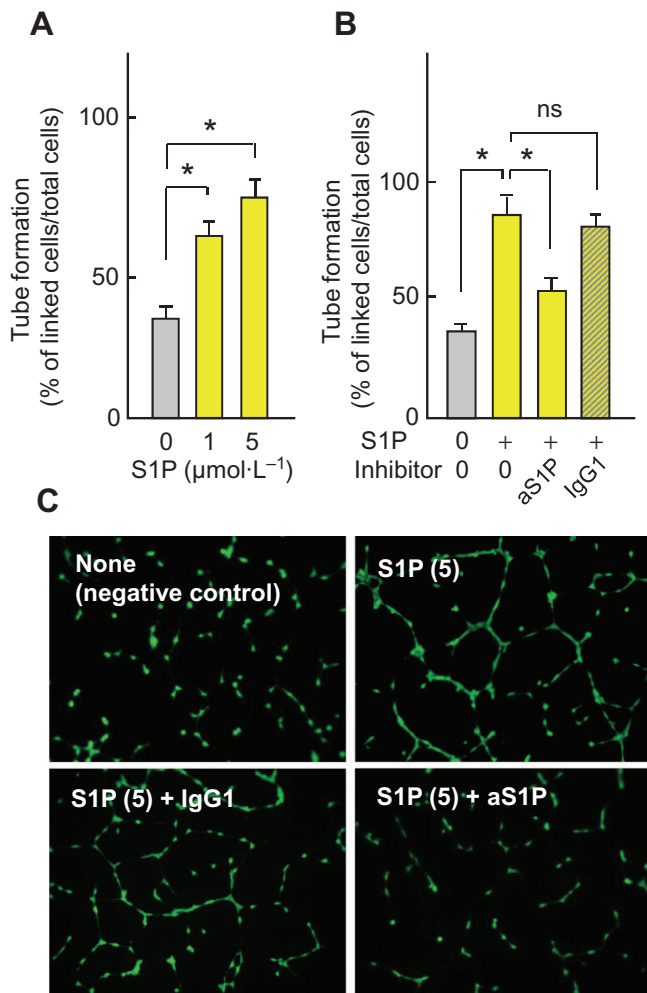 A
Tube formation
(% of linked cells/total cells)
100
50
0
*
*
0 1 5
S1P (µmol·L⁻¹)
B
Tube formation
(% of linked cells/total cells)
100
50
0
ns
* *
S1P 0 + + +
Inhibitor 0 0 aS1P IgG1
C
None
(negative control)
S1P (5)
S1P (5) + IgG1
S1P (5) + aS1P